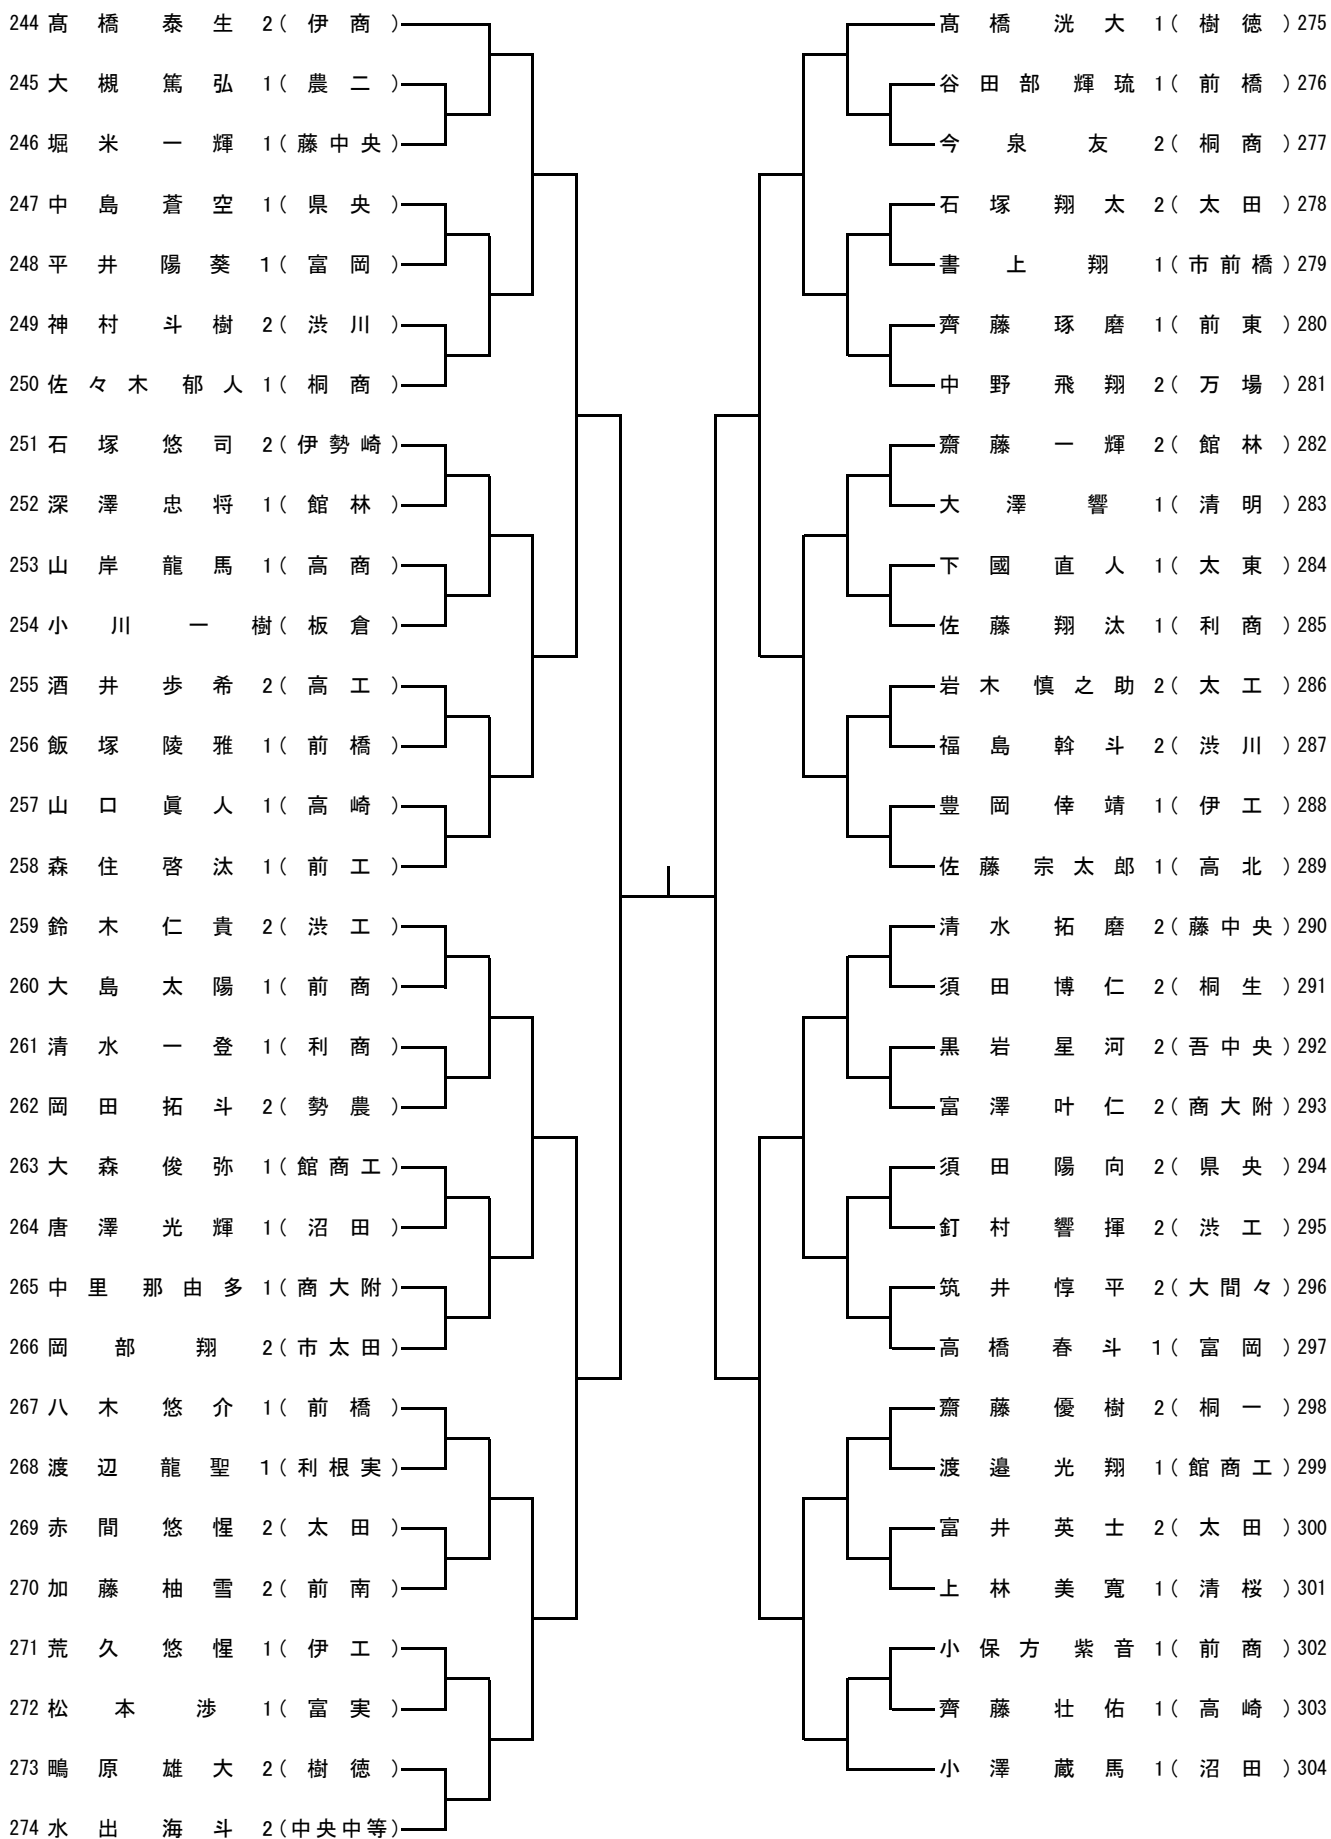 244 髙橋 泰生 2(伊商)
245 大槻 篤弘 1(農二)
246 堀米 一輝 1(藤中央)
247 中島 蒼空 1(県央)
248 平井 陽葵 1(富岡)
249 神村 斗樹 2(渋川)
250 佐々木 郁人 1(桐商)
251 石塚 悠司 2(伊勢崎)
252 深澤 忠将 1(館林)
253 山岸 龍馬 1(高商)
254 小川 一樹(板倉)
255 酒井 歩希 2(高工)
256 飯塚 陵雅 1(前橋)
257 山口 眞人 1(高崎)
258 森住 啓汰 1(前工)
259 鈴木 仁貴 2(渋工)
260 大島 太陽 1(前商)
261 清水 一登 1(利商)
262 岡田 拓斗 2(勢農)
263 大森 俊弥 1(館商工)
264 唐澤 光輝 1(沼田)
265 中里 那由多 1(商大附)
266 岡部 翔 2(市太田)
267 八木 悠介 1(前橋)
268 渡辺 龍聖 1(利根実)
269 赤間 悠惺 2(太田)
270 加藤 柚雪 2(前南)
271 荒久 悠惺 1(伊工)
272 松本 渉 1(富実)
273 鴫原 雄大 2(樹徳)
274 水出 海斗 2(中央中等)
髙橋 洸大 1(樹徳)275
谷田部 輝琉 1(前橋)276
今泉 友 2(桐商)277
石塚 翔太 2(太田)278
書上 翔 1(市前橋)279
齊藤 琢磨 1(前東)280
中野 飛翔 2(万場)281
齋藤 一輝 2(館林)282
大澤 響 1(清明)283
下國 直人 1(太東)284
佐藤 翔汰 1(利商)285
岩木 慎之助 2(太工)286
福島 斡斗 2(渋川)287
豊岡 倖靖 1(伊工)288
佐藤 宗太郎 1(高北)289
清水 拓磨 2(藤中央)290
須田 博仁 2(桐生)291
黒岩 星河 2(吾中央)292
富澤 叶仁 2(商大附)293
須田 陽向 2(県央)294
釘村 響揮 2(渋工)295
筑井 惇平 2(大間々)296
高橋 春斗 1(富岡)297
齋藤 優樹 2(桐一)298
渡邉 光翔 1(館商工)299
富井 英士 2(太田)300
上林 美寛 1(清桜)301
小保方 紫音 1(前商)302
齊藤 壮佑 1(高崎)303
小澤 蔵馬 1(沼田)304